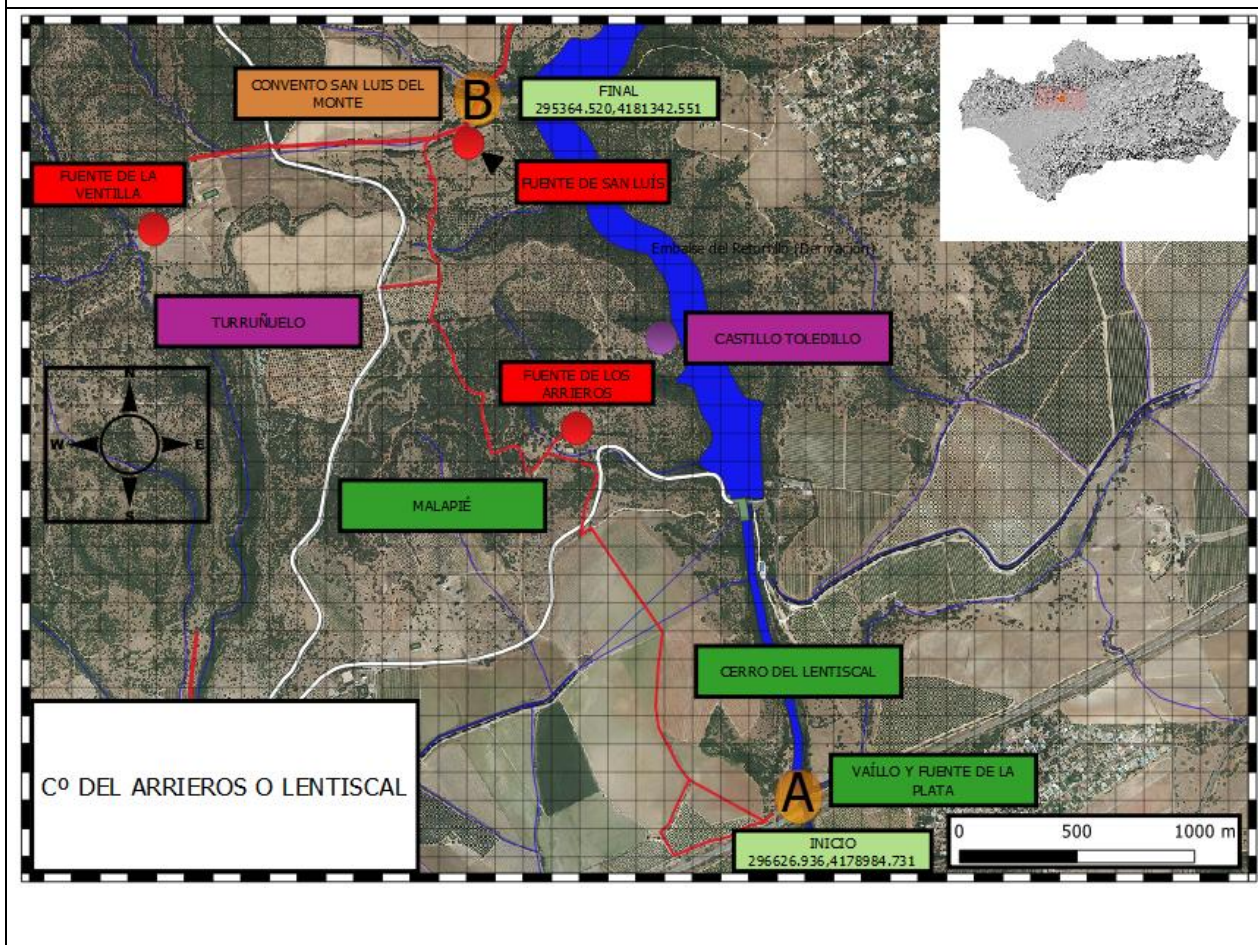 CONVENTO SAN LUIS DEL
MONTE
B
FINAL
295364.520,4181342.551
FUENTE DE LA
VENTILLA
FUENTE DE SAN LUÍS
Embalse del Retortillo (Derivación)
TURRUÑUELO
CASTILLO TOLEDILLO
FUENTE DE LOS
ARRIEROS
N
W
E
S
MALAPIÉ
CERRO DEL LENTISCAL
Cº DEL ARRIEROS O LENTISCAL
A
VAÍLLO Y FUENTE DE LA
PLATA
INICIO
296626.936,4178984.731
0 500 1000 m